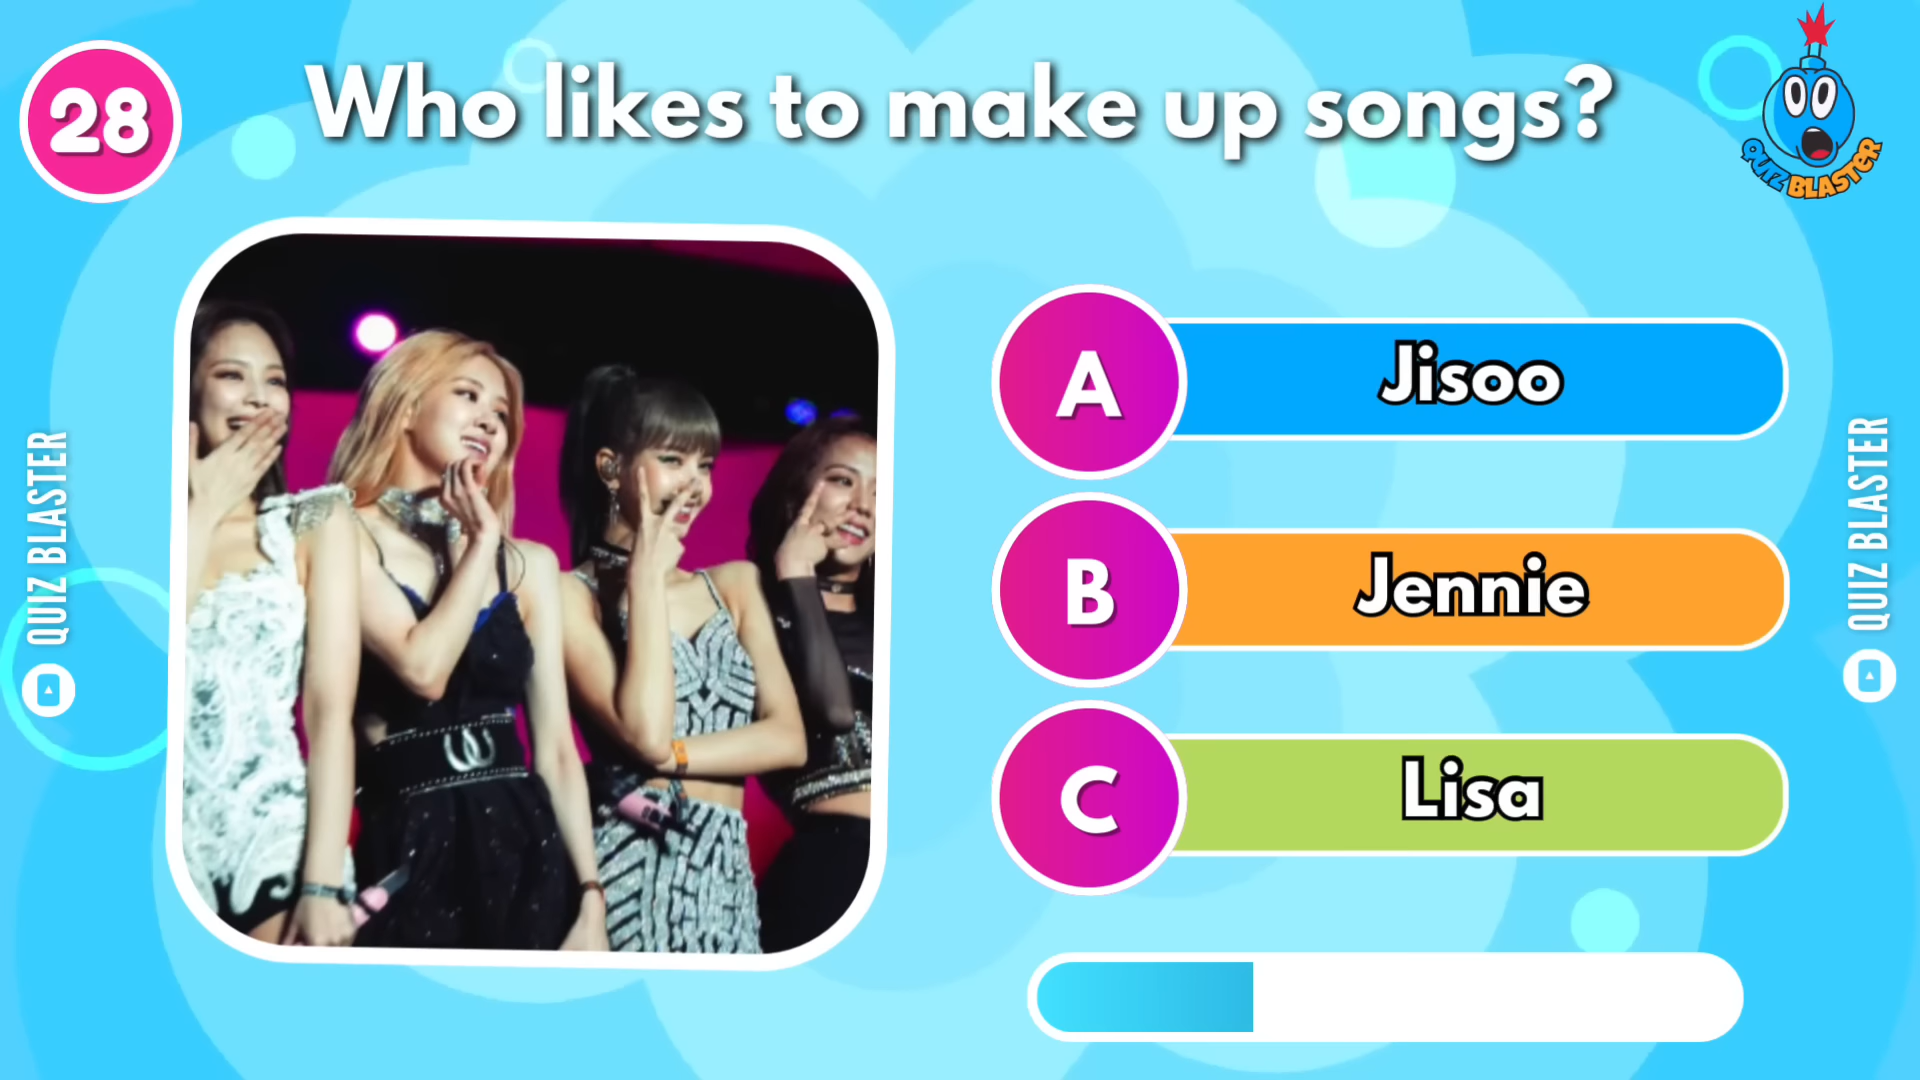 28
Who likes to make up songs?
QUIZ BLASTER
A
Jisoo
B
Jennie
C
Lisa
QUIZ BLASTER
QUIZ BLASTER